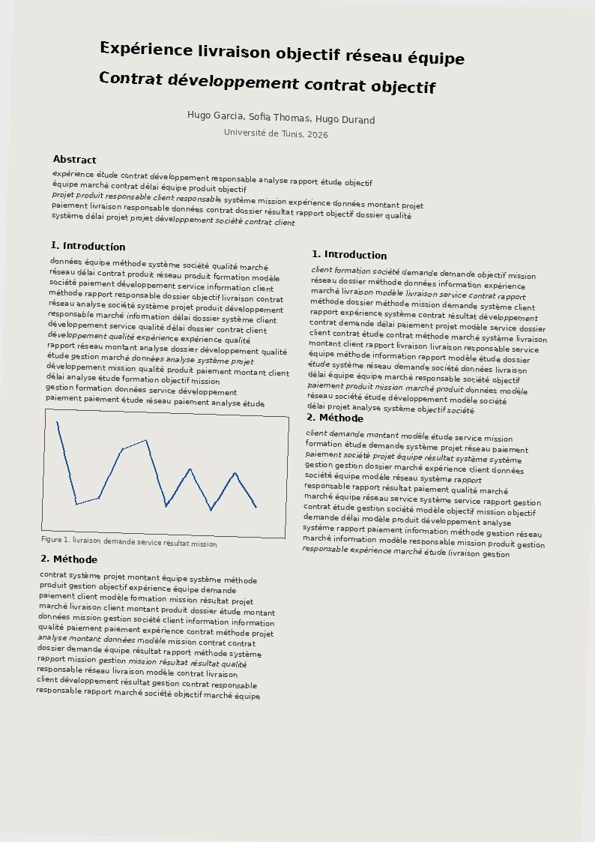 Expérience livraison objectif réseau équipe
Contrat développement contrat objectif
Hugo Garcia, Sofia Thomas, Hugo Durand
Université de Tunis, 2026
Abstract
expérience étude contrat développement responsable analyse rapport étude objectif
équipe marché contrat délai équipe produit objectif
projet produit responsable client responsable système mission expérience données montant projet
paiement livraison responsable données contrat dossier résultat rapport objectif dossier qualité
système délai projet projet développement société contrat client
1. Introduction
données équipe méthode système société qualité marché
réseau délai contrat produit réseau produit formation modèle
société paiement développement service information client
méthode rapport responsable dossier objectif livraison contrat
réseau analyse société système projet produit développement
responsable marché information délai dossier système client
développement service qualité délai dossier contrat client
développement qualité expérience expérience qualité
rapport réseau montant analyse dossier développement qualité
étude gestion marché données analyse système projet
développement mission qualité produit paiement montant client
délai analyse étude formation objectif mission
gestion formation données service développement
paiement paiement étude réseau paiement analyse étude
Figure 1. livraison demande service résultat mission
2. Méthode
contrat système projet montant équipe système méthode
produit gestion objectif expérience équipe demande
paiement client modèle formation mission résultat projet
marché livraison client montant produit dossier étude montant
données mission gestion société client information information
qualité paiement paiement expérience contrat méthode projet
analyse montant données modèle mission contrat contrat
dossier demande équipe résultat rapport méthode système
rapport mission gestion mission résultat résultat qualité
responsable réseau livraison modèle contrat livraison
client développement résultat gestion contrat responsable
responsable rapport marché société objectif marché équipe
1. Introduction
client formation société demande demande objectif mission
réseau dossier méthode données information expérience
marché livraison modèle livraison service contrat rapport
méthode dossier méthode mission demande système client
rapport expérience système contrat résultat développement
contrat demande délai paiement projet modèle service dossier
client contrat étude contrat méthode marché système livraison
montant client rapport livraison livraison responsable service
équipe méthode information rapport modèle étude dossier
étude système réseau demande société données livraison
délai équipe équipe marché responsable société objectif
paiement produit mission marché produit données modèle
réseau société étude développement modèle société
délai projet analyse système objectif société
2. Méthode
client demande montant modèle étude service mission
formation étude demande système projet réseau paiement
paiement société projet équipe résultat système système
gestion gestion dossier marché expérience client données
société équipe modèle réseau système rapport
responsable rapport résultat paiement qualité marché
marché équipe réseau service système service rapport gestion
contrat étude gestion société modèle objectif mission objectif
demande délai modèle produit développement analyse
système rapport paiement information méthode gestion réseau
marché information modèle mission produit produit gestion
responsable expérience marché étude livraison gestion